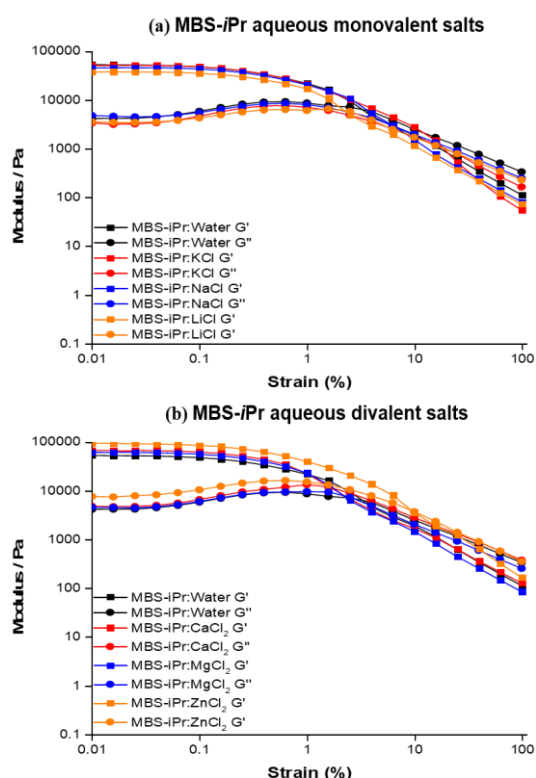 (a) MBS-iPr aqueous monovalent salts
100000
10000
1000
100
10
1
0.1
Modulus / Pa
MBS-iPr:Water G'
MBS-iPr:Water G"
MBS-iPr:KCl G'
MBS-iPr:KCl G"
MBS-iPr:NaCl G'
MBS-iPr:NaCl G"
MBS-iPr:LiCl G'
MBS-iPr:LiCl G'
0.01 0.1 1 10 100
Strain (%)
(b) MBS-iPr aqueous divalent salts
100000
10000
1000
100
10
1
0.1
Modulus / Pa
MBS-iPr:Water G'
MBS-iPr:Water G"
MBS-iPr:CaCl₂ G'
MBS-iPr:CaCl₂ G"
MBS-iPr:MgCl₂ G'
MBS-iPr:MgCl₂ G"
MBS-iPr:ZnCl₂ G'
MBS-iPr:ZnCl₂ G'
0.01 0.1 1 10 100
Strain (%)